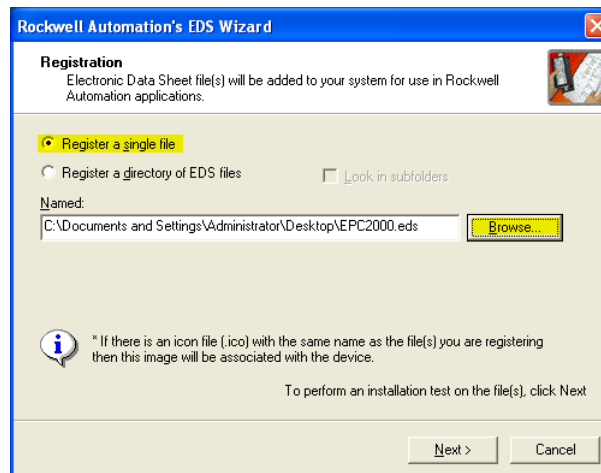 Rockwell Automation's EDS Wizard
Registration
Electronic Data Sheet file(s) will be added to your system for use in Rockwell
Automation applications.
Register a single file
Register a directory of EDS files
Look in subfolders
Named:
C:\Documents and Settings\Administrator\Desktop\EPC2000.eds
Browse...
* If there is an icon file (.ico) with the same name as the file(s) you are registering
then this image will be associated with the device.
To perform an installation test on the file(s), click Next
Next >
Cancel